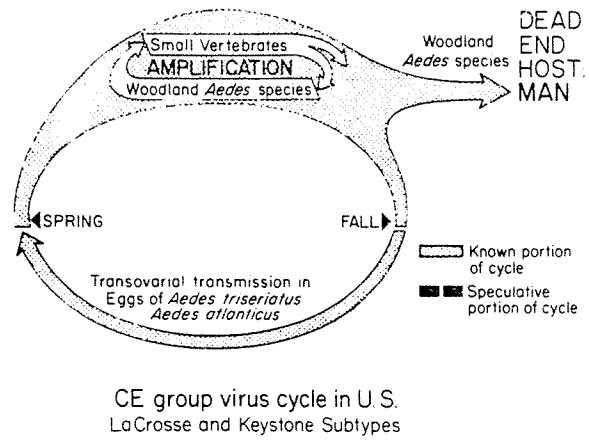 Small Vertebrates
AMPLIFICATION
Woodland Aedes species
Woodland
Aedes species
DEAD
END
HOST:
MAN
SPRING
FALL
Transovarial transmission in
Eggs of Aedes triseriatus
Aedes atlanticus
Known portion
of cycle
Speculative
portion of cycle
CE group virus cycle in U.S.
LaCrosse and Keystone Subtypes